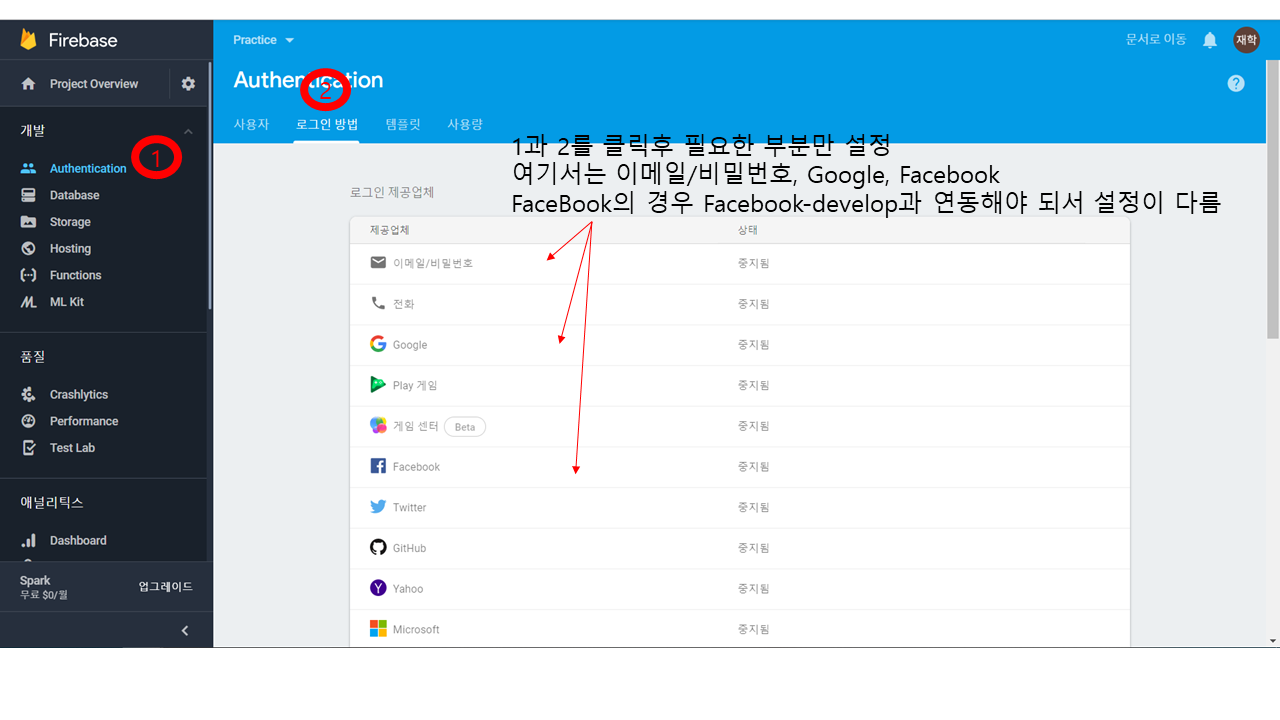 Firebase
Practice
문서로 이동
재학
Project Overview
Authentication
2
개발
사용자
로그인 방법
템플릿
사용량
1과 2를 클릭후 필요한 부분만 설정
여기서는 이메일/비밀번호, Google, Facebook
FaceBook의 경우 Facebook-develop과 연동해야 되서 설정이 다름
1
Authentication
Database
Storage
Hosting
Functions
ML Kit
품질
Crashlytics
Performance
Test Lab
애널리틱스
Dashboard
Spark
무료 $0/월
업그레이드
로그인 제공업체
제공업체 상태
이메일/비밀번호 중지됨
전화 중지됨
Google 중지됨
Play 게임 중지됨
게임 센터 Beta 중지됨
Facebook 중지됨
Twitter 중지됨
GitHub 중지됨
Yahoo 중지됨
Microsoft 중지됨